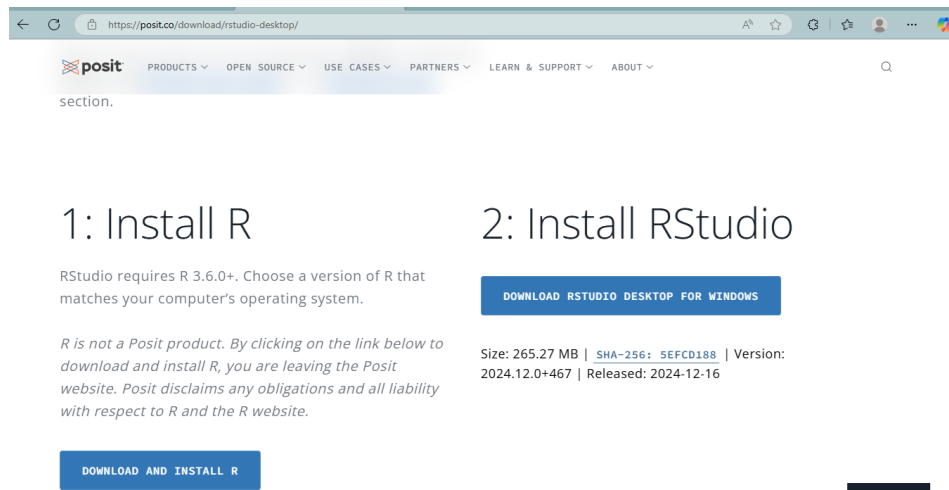 https://posit.co/download/rstudio-desktop/
posit
PRODUCTS OPEN SOURCE USE CASES PARTNERS LEARN & SUPPORT ABOUT
section.
1: Install R
RStudio requires R 3.6.0+. Choose a version of R that
matches your computer's operating system.
R is not a Posit product. By clicking on the link below to
download and install R, you are leaving the Posit
website. Posit disclaims any obligations and all liability
with respect to R and the R website.
DOWNLOAD AND INSTALL R
2: Install RStudio
DOWNLOAD RSTUDIO DESKTOP FOR WINDOWS
Size: 265.27 MB | SHA-256: 5EFCD188 | Version:
2024.12.0+467 | Released: 2024-12-16